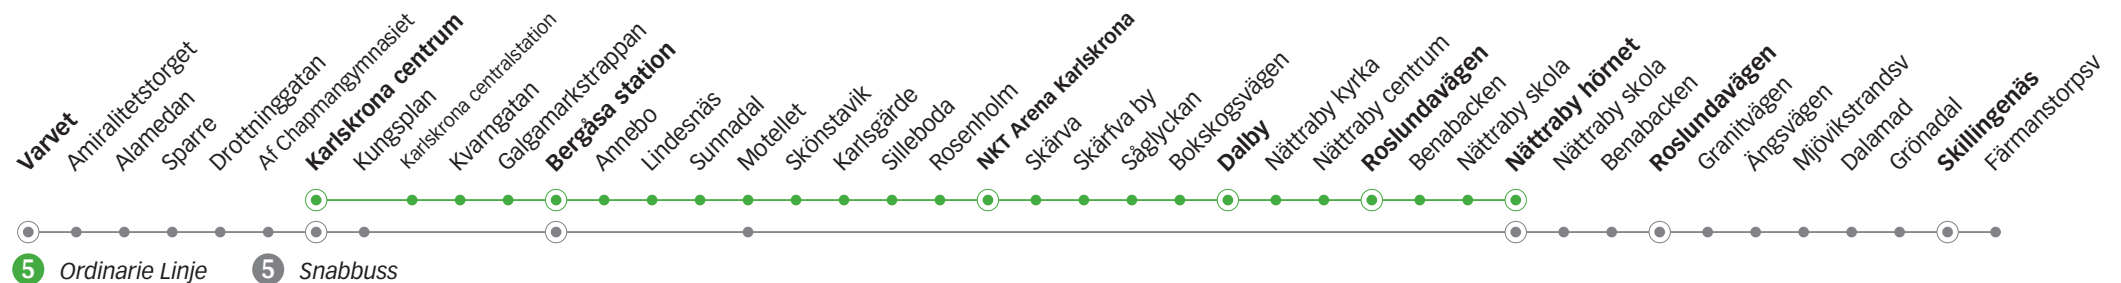 Varvet
Amiralitetstorget
Alamedan
Sparre
Drottninggatan
Af Chapmangymnasiet
Karlskrona centrum
Kungsplan
Karlskrona centralstation
Kvarngatan
Galgamarkstrappan
Bergåsa station
Annebo
Lindesnäs
Sunnadal
Motellet
Skönstavik
Karlsgärde
Silleboda
Rosenholm
NKT Arena Karlskrona
Skärva
Skärfva by
Såglyckan
Bokskogsvägen
Dalby
Nättraby kyrka
Nättraby centrum
Roslundavägen
Benabacken
Nättraby skola
Nättraby hörnet
Nättraby skola
Benabacken
Roslundavägen
Granitvägen
Ängsvägen
Mjövikstrandsv
Dalamad
Grönadal
Skillingenäs
Färmanstorpsv
5 Ordinarie Linje
5 Snabbuss